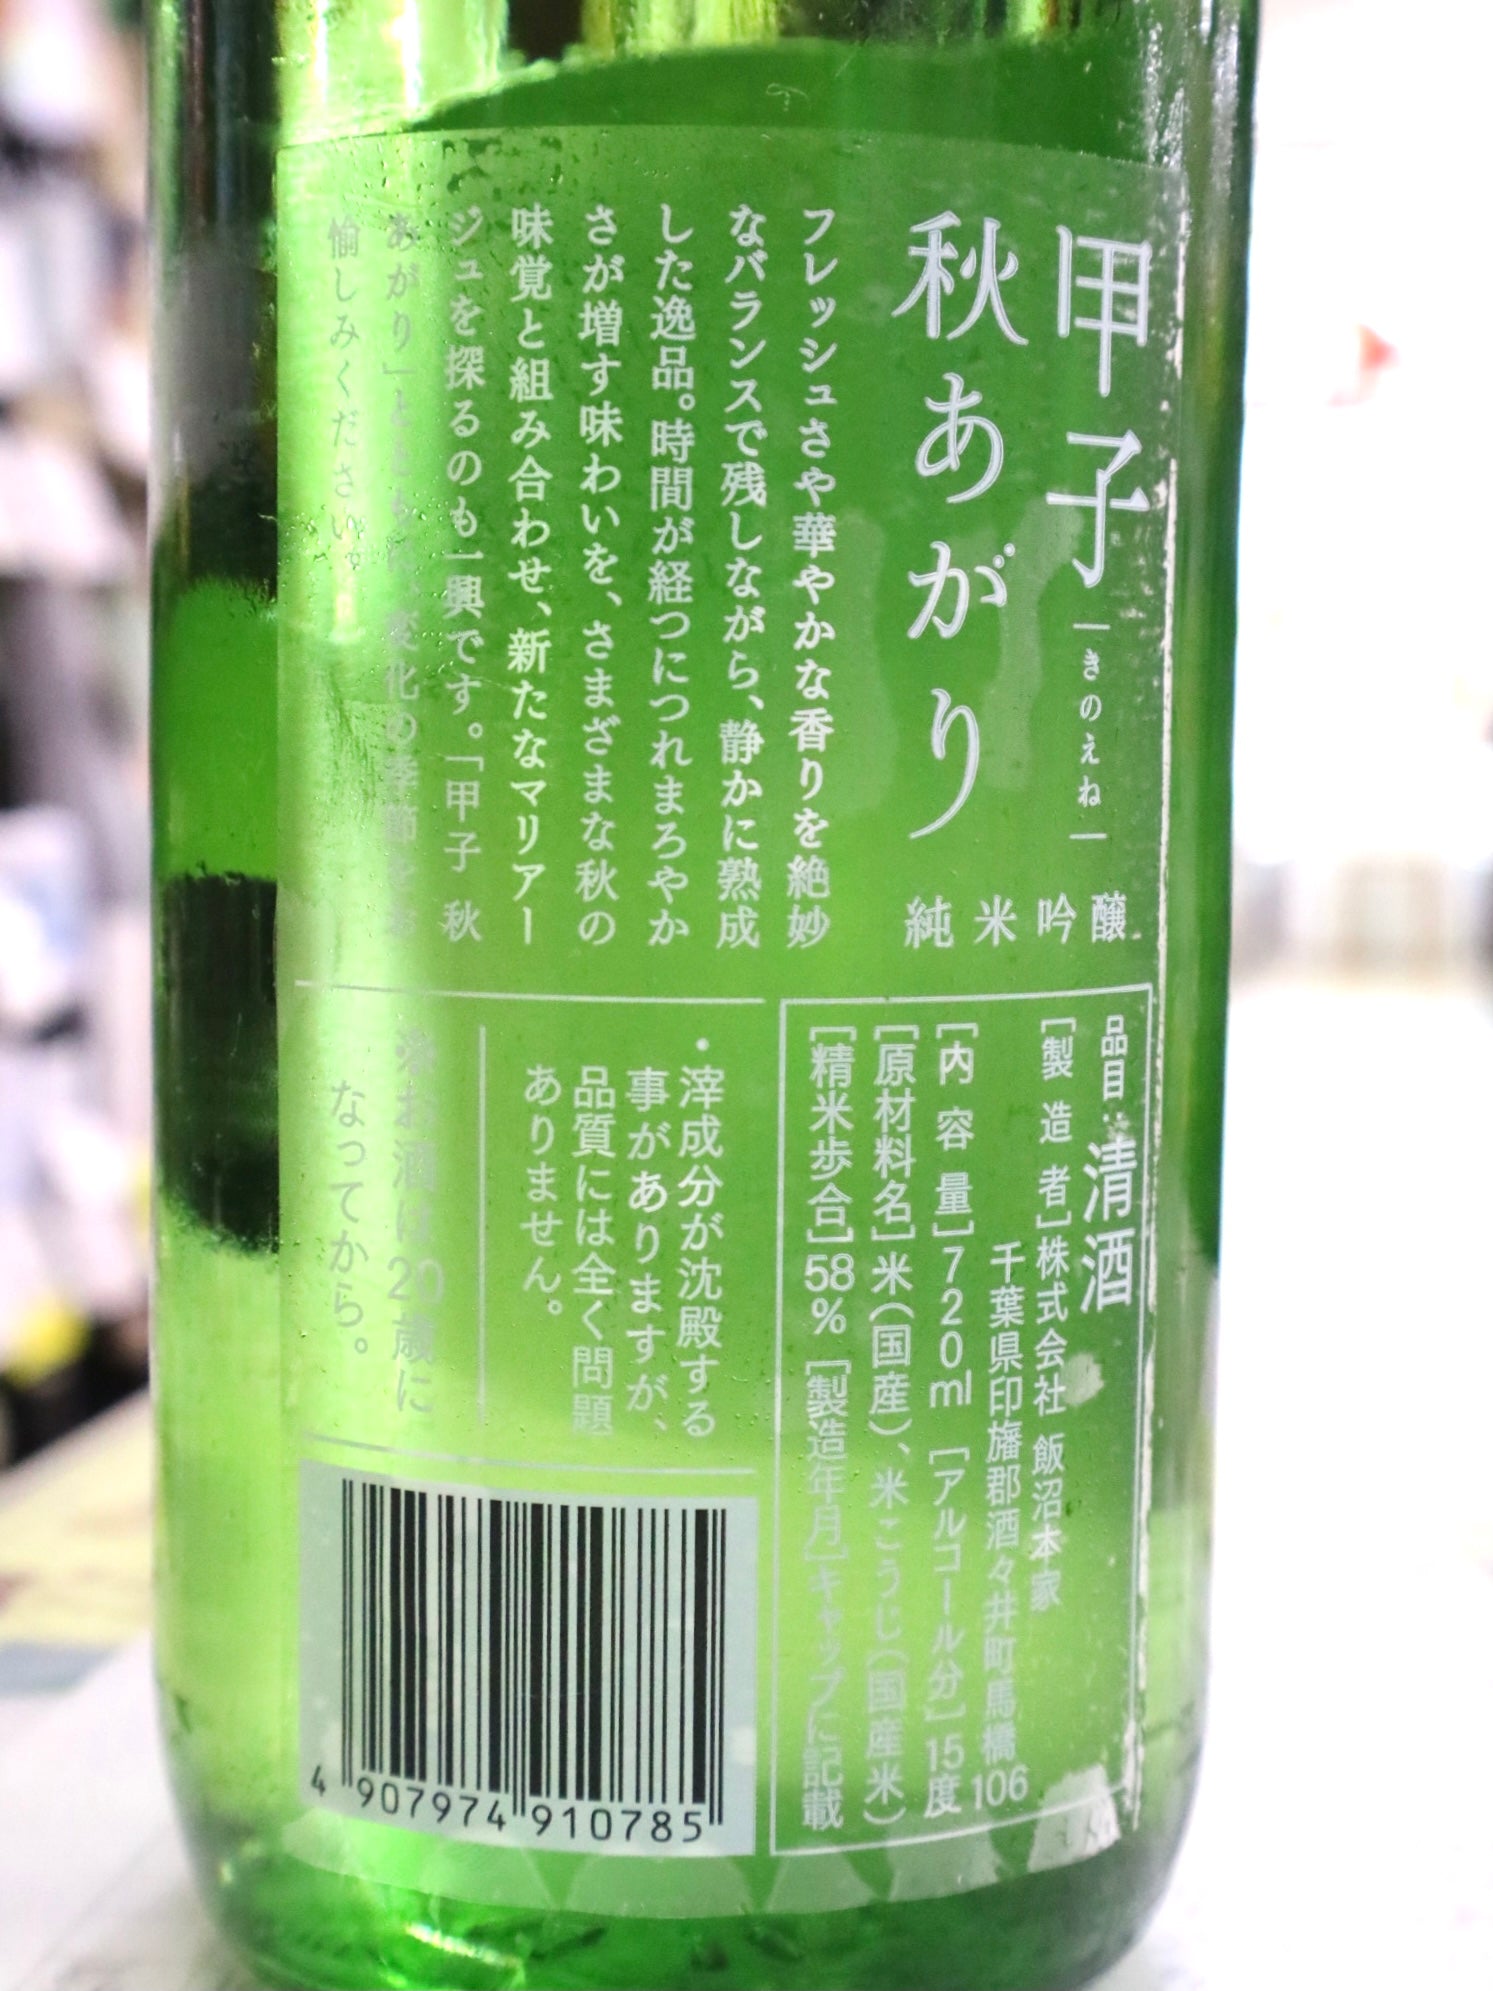 甲子
―きのえね―
秋あがり
純米吟醸
フレッシュさや華やかな香りを絶妙
なバランスで残しながら、静かに熟成
した逸品。時間が経つにつれまろやか
さが増す味わいを、さまざまな秋の
味覚と組み合わせ、新たなマリアー
ジュを探るのも一興です。「甲子 秋
あがり」とともに、変化の季節を
愉しみください。
品目 清酒
[製造者]株式会社 飯沼本家
千葉県印旛郡酒々井町馬橋106
[内容量]720ml [アルコール分]15度
[原材料名]米(国産)、米こうじ(国産米)
[精米歩合]58% [製造年月]キャップに記載
・滓成分が沈殿する
事がありますが、
品質には全く問題
ありません。
※お酒は20歳に
なってから。
4 907974 910785